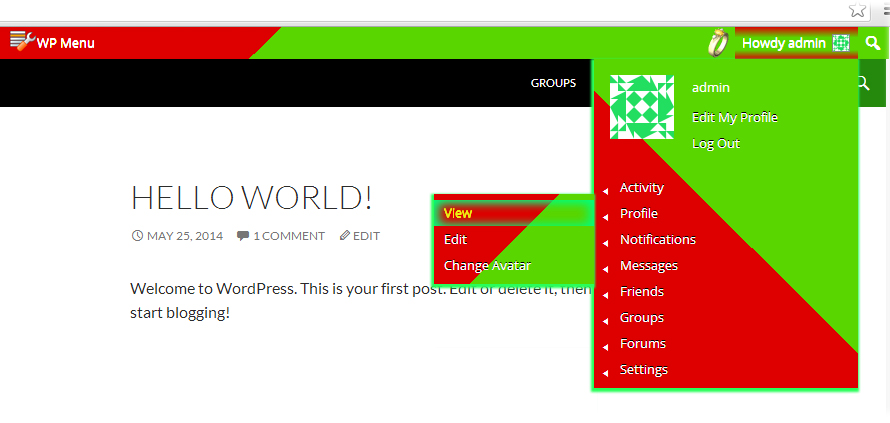 WP Menu
Howdy admin
GROUPS
admin
Edit My Profile
Log Out
Activity
Profile
Notifications
Messages
Friends
Groups
Forums
Settings
View
Edit
Change Avatar
HELLO WORLD!
MAY 25, 2014 1 COMMENT EDIT
Welcome to WordPress. This is your first post. Edit or delete it, then
start blogging!